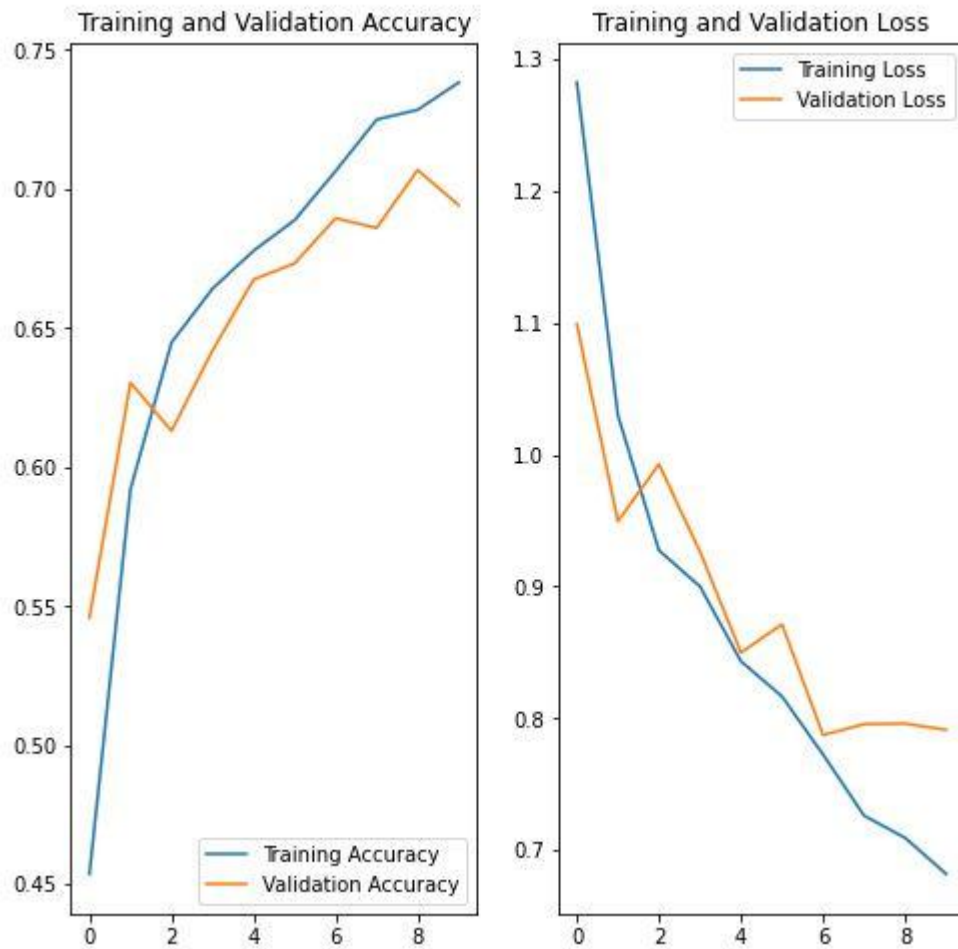 Training and Validation Accuracy
0.75
0.70
0.65
0.60
0.55
0.50
0.45
Training Accuracy
Validation Accuracy
0 2 4 6 8
Training and Validation Loss
1.3
1.2
1.1
1.0
0.9
0.8
0.7
Training Loss
Validation Loss
0 2 4 6 8